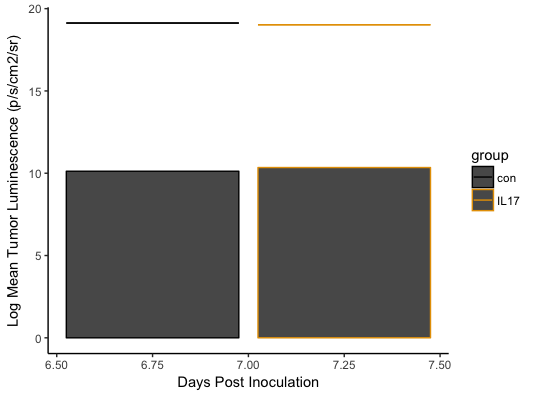 Log Mean Tumor Luminescence (p/s/cm2/sr)
20
15
10
5
0
6.50 6.75 7.00 7.25 7.50
Days Post Inoculation
group
con
IL17